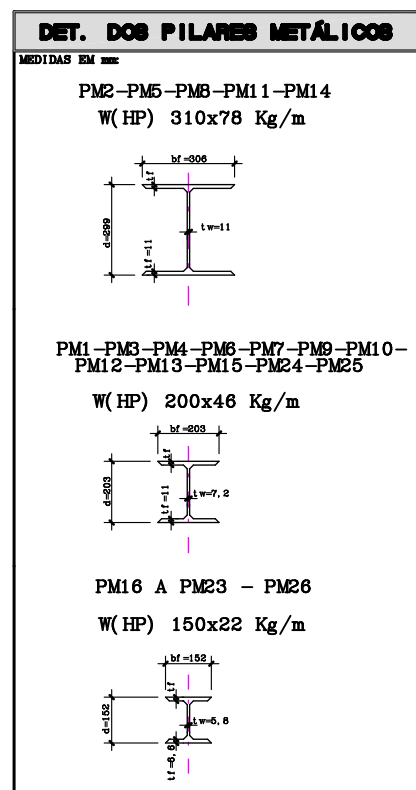 DET. DOS PILARES METÁLICOS
MEDIDAS EM mm
PM2-PM5-PM8-PM11-PM14
W(HP) 310x78 Kg/m
bf=306
tf
d=299
tw=11
tf=11
PM1-PM3-PM4-PM6-PM7-PM9-PM10-
PM12-PM13-PM15-PM24-PM25
W(HP) 200x46 Kg/m
bf=203
tf
d=203
tw=7,2
tf=11
PM16 A PM23 - PM26
W(HP) 150x22 Kg/m
bf=152
tf
d=152
tw=5,8
tf=6,6